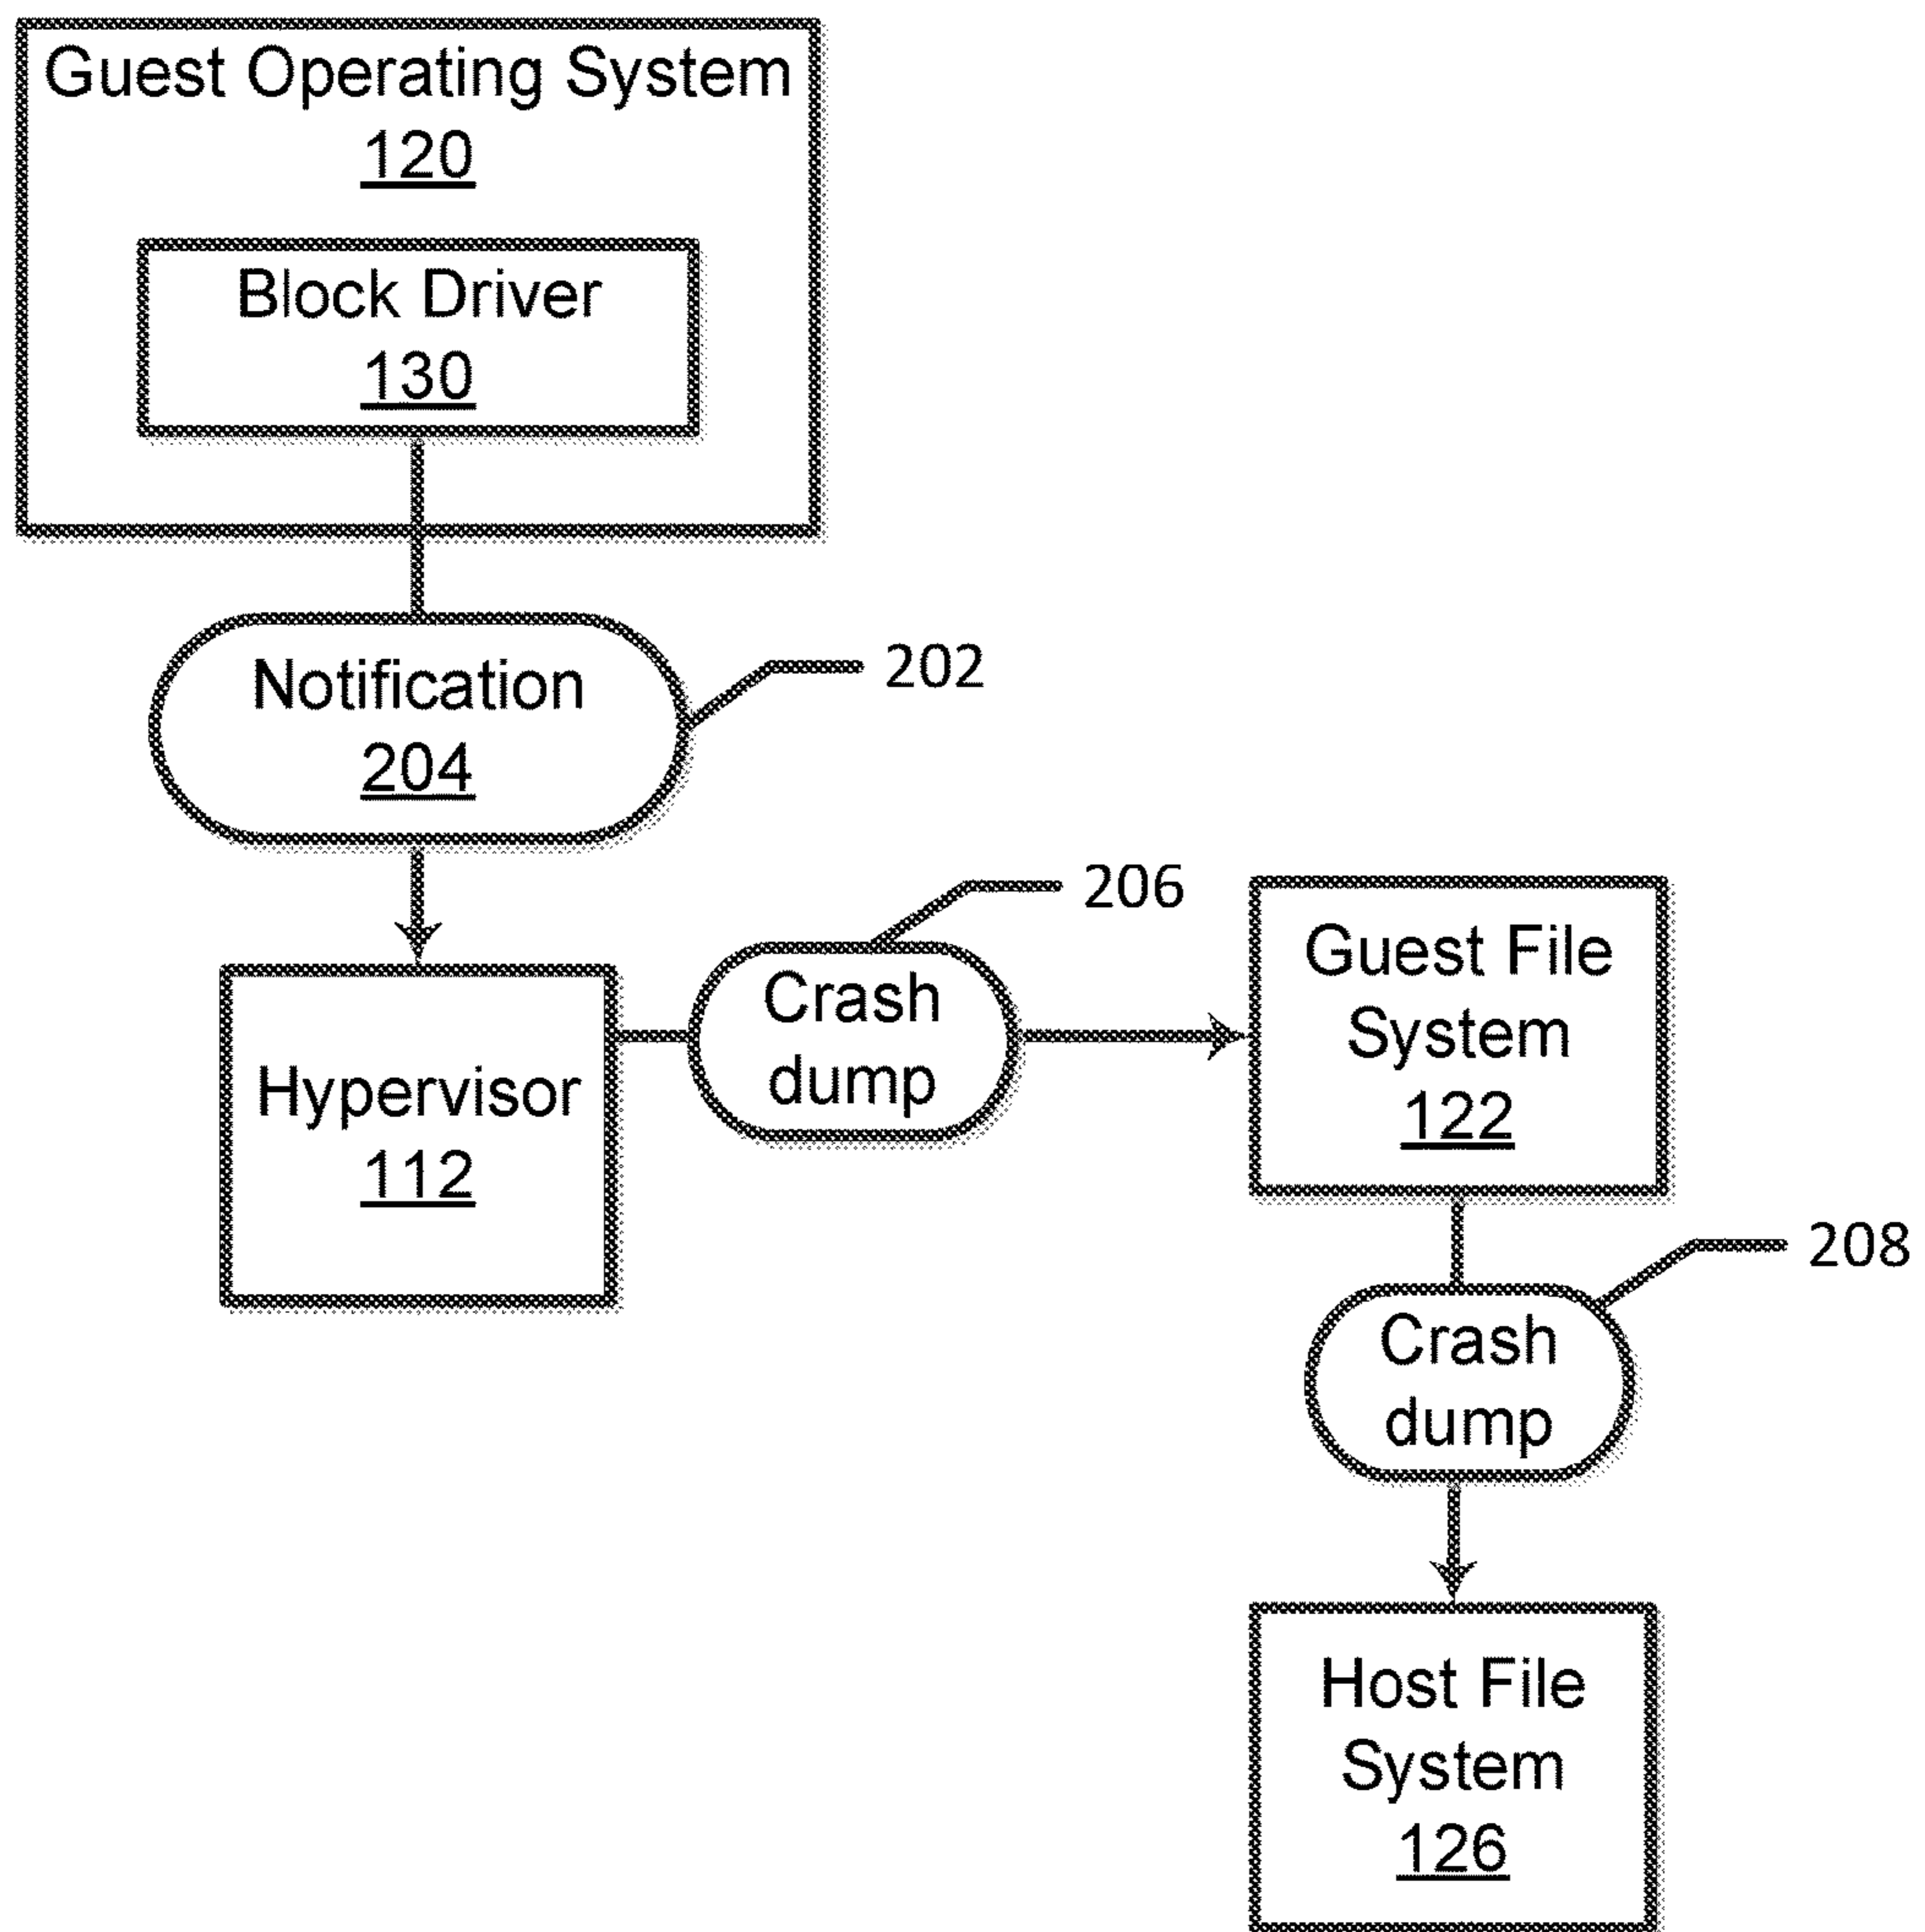 Guest Operating System
120
Block Driver
130
Notification
204
202
206
Crash
dump
Hypervisor
112
Guest File
System
122
208
Crash
dump
Host File
System
126